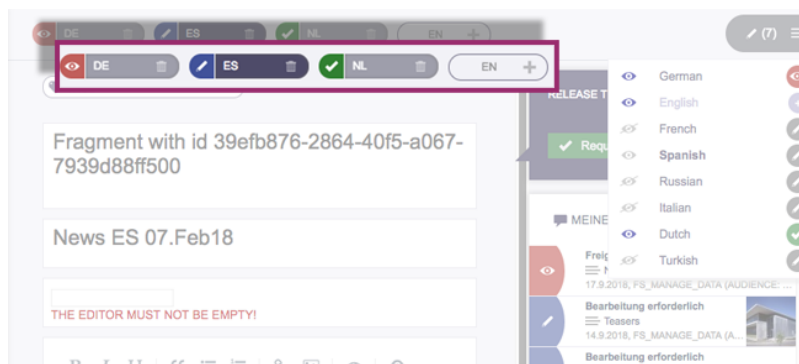 DE ES NL EN
(7)
DE ES NL EN
RELEASE T
Requ
German
English
French
Spanish
Russian
Italian
Dutch
Turkish
Fragment with id 39efb876-2864-40f5-a067-
7939d88ff500
News ES 07.Feb18
THE EDITOR MUST NOT BE EMPTY!
MEINE
Freig
17.9.2018, FS_MANAGE_DATA (AUDIENCE: ...
Bearbeitung erforderlich
Teasers
14.9.2018, FS_MANAGE_DATA (A...
Bearbeitung erforderlich